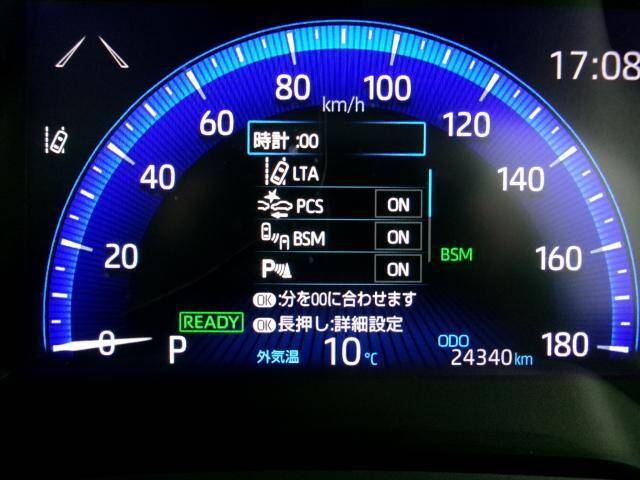 17:08
80
100
km/h
60
120
時計 :00
LTA
40
140
PCS ON
BSM ON
BSM
20
160
P ON
OK :分を00に合わせます
READY
OK 長押し:詳細設定
0
P
外気温 10℃
ODO
24340 km
180